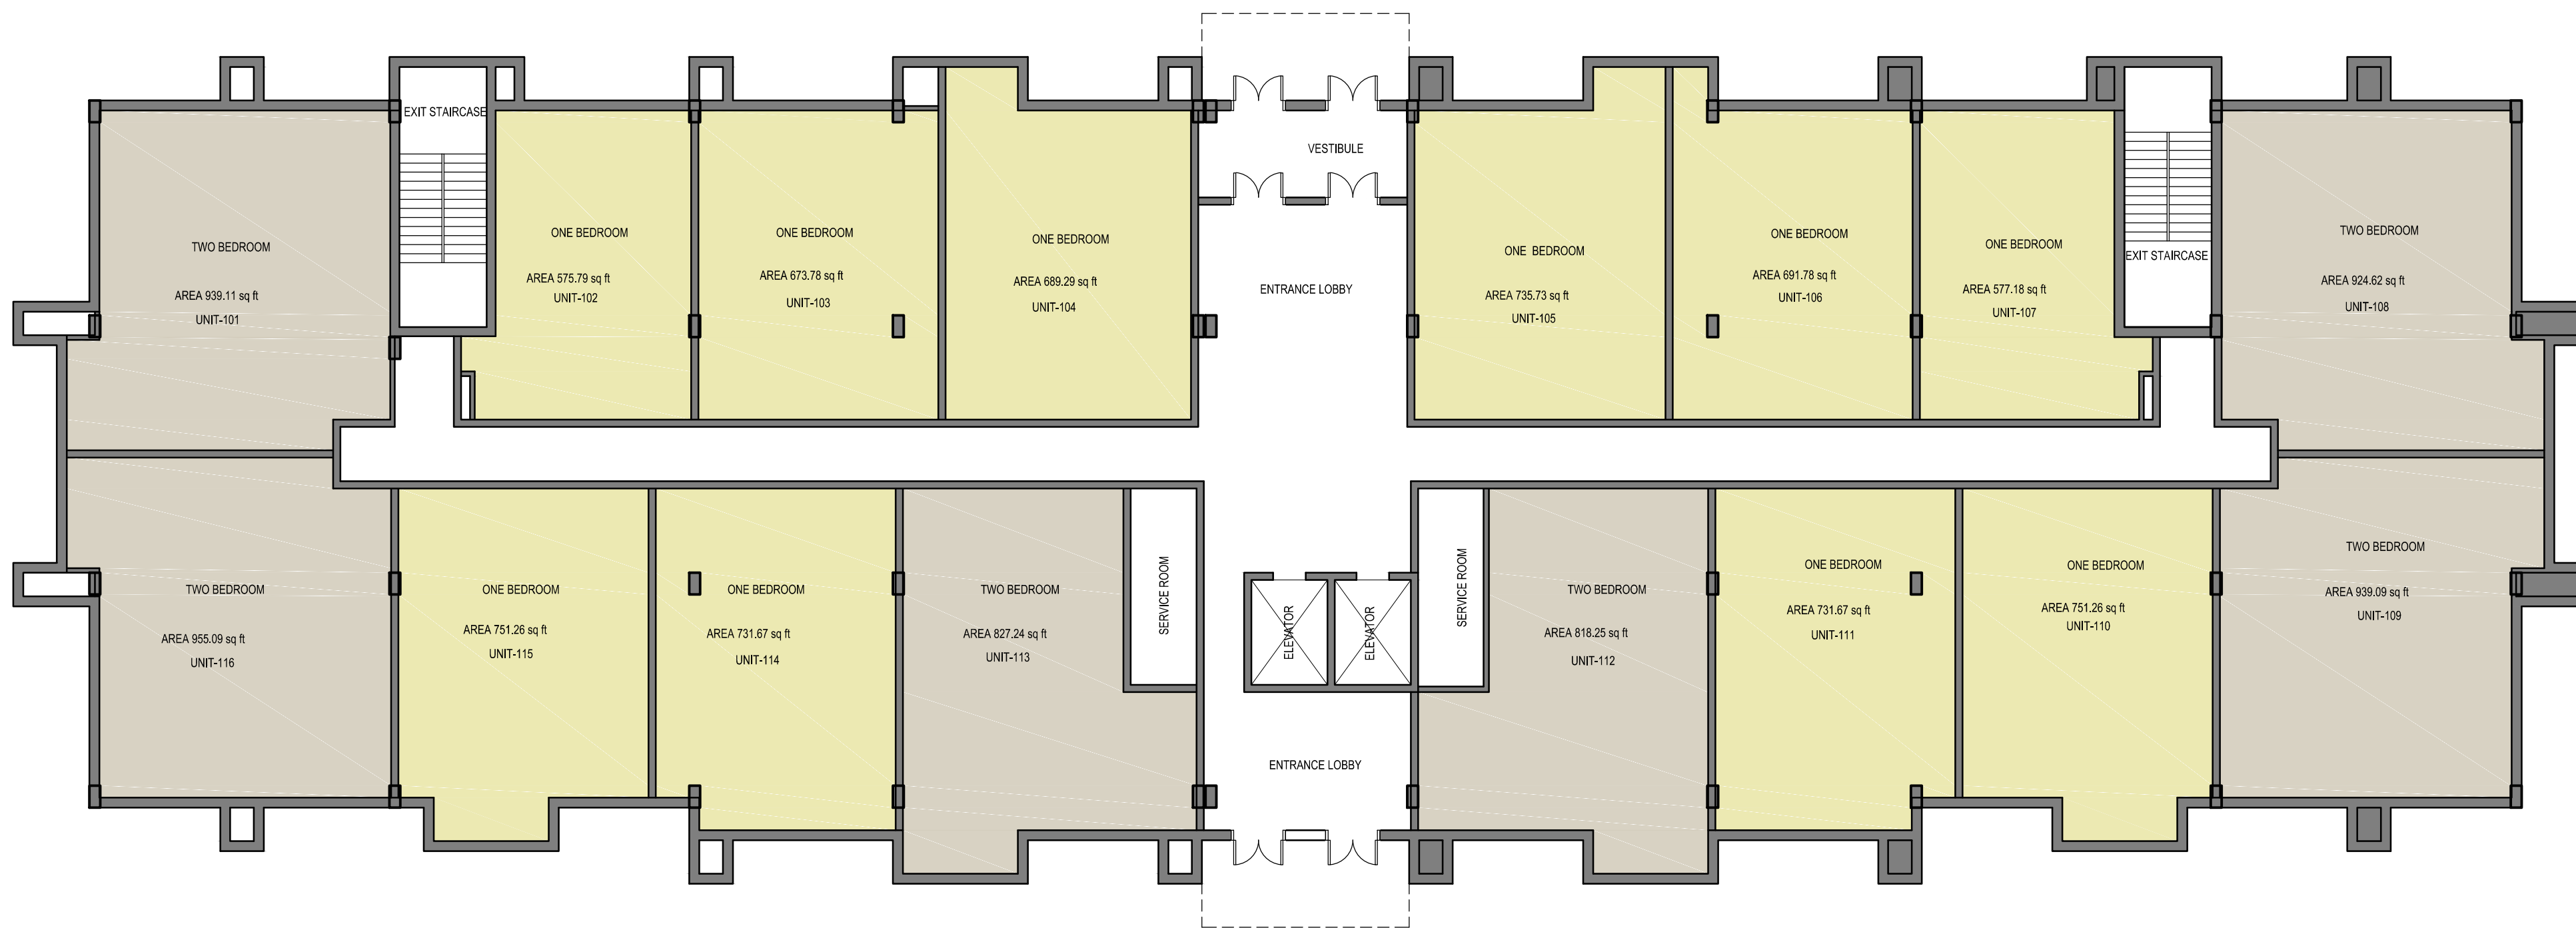 EXIT STAIRCASE
TWO BEDROOM
AREA 939.11 sq ft
UNIT-101
ONE BEDROOM
AREA 575.79 sq ft
UNIT-102
ONE BEDROOM
AREA 673.78 sq ft
UNIT-103
ONE BEDROOM
AREA 689.29 sq ft
UNIT-104
VESTIBULE
ENTRANCE LOBBY
ONE BEDROOM
AREA 735.73 sq ft
UNIT-105
ONE BEDROOM
AREA 691.78 sq ft
UNIT-106
ONE BEDROOM
AREA 577.18 sq ft
UNIT-107
EXIT STAIRCASE
TWO BEDROOM
AREA 924.62 sq ft
UNIT-108
TWO BEDROOM
AREA 955.09 sq ft
UNIT-116
ONE BEDROOM
AREA 751.26 sq ft
UNIT-115
ONE BEDROOM
AREA 731.67 sq ft
UNIT-114
TWO BEDROOM
AREA 827.24 sq ft
UNIT-113
SERVICE ROOM
ELEVATOR
ELEVATOR
SERVICE ROOM
ENTRANCE LOBBY
TWO BEDROOM
AREA 818.25 sq ft
UNIT-112
ONE BEDROOM
AREA 731.67 sq ft
UNIT-111
ONE BEDROOM
AREA 751.26 sq ft
UNIT-110
TWO BEDROOM
AREA 939.09 sq ft
UNIT-109